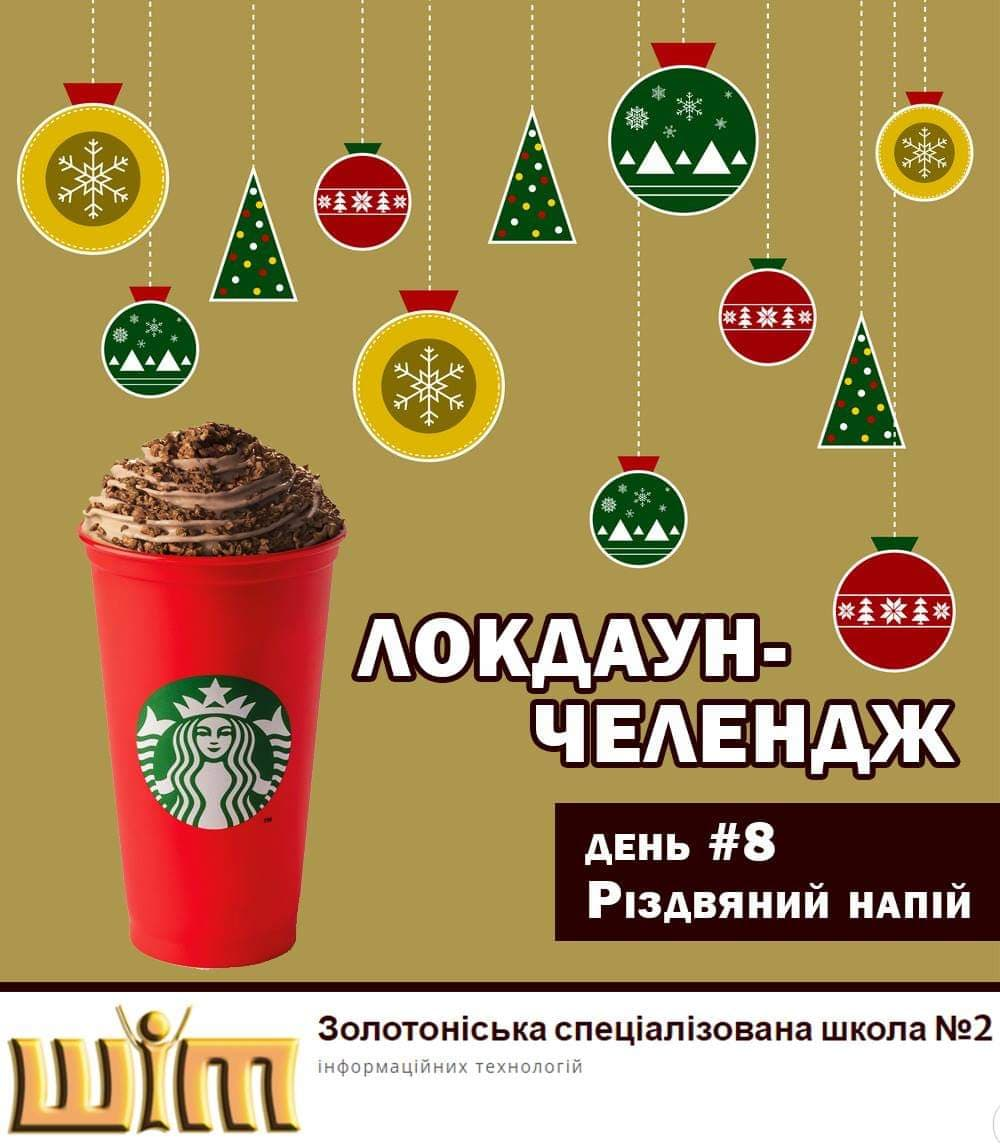 ЛОКДАУН-
ЧЕЛЕНДЖ
ДЕНЬ #8
РІЗДВЯНИЙ НАПІЙ
ШІТ
Золотоніська спеціалізована школа №2
інформаційних технологій